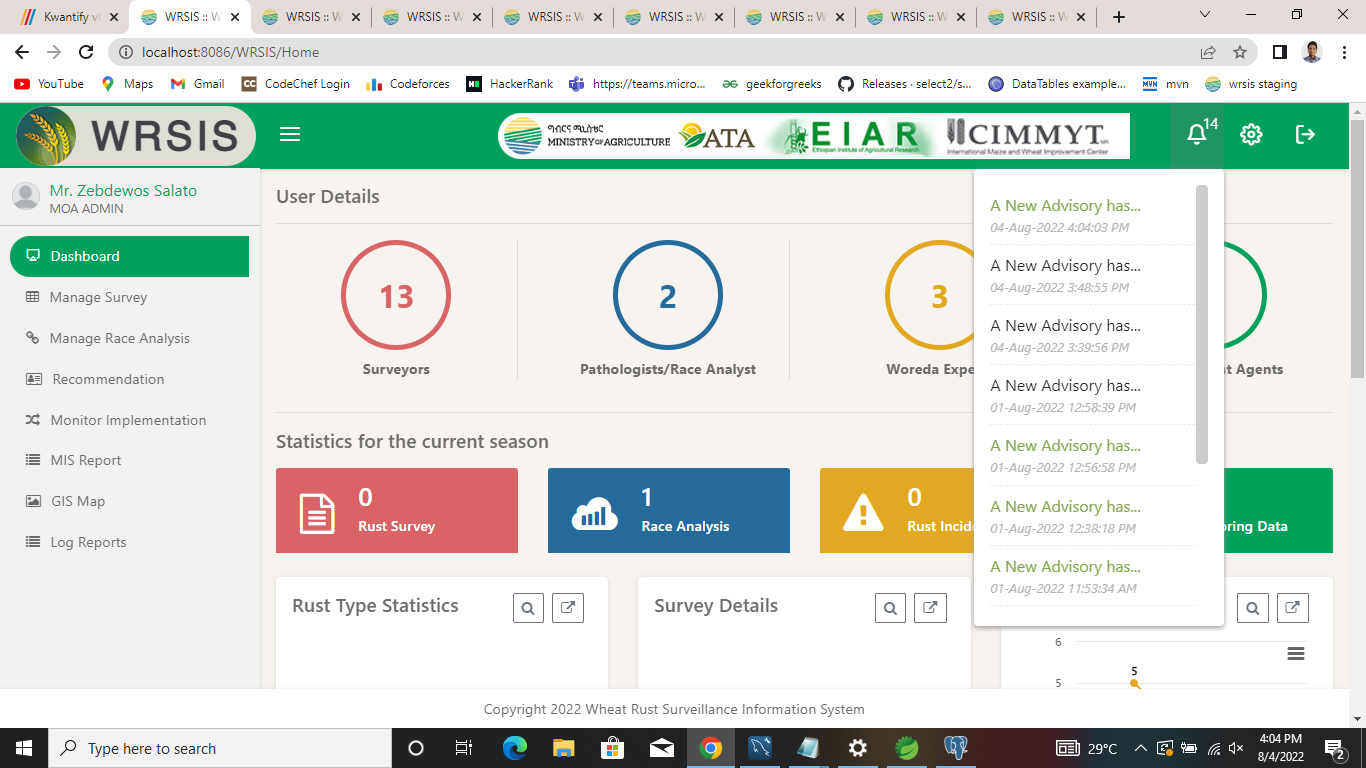 Kwantify v
WRSIS :: W
WRSIS :: W
WRSIS :: W
WRSIS :: W
WRSIS :: W
WRSIS :: W
WRSIS :: W
WRSIS :: W
localhost:8086/WRSIS/Home
YouTube
Maps
Gmail
CC
CodeChef Login
Codeforces
HackerRank
https://teams.micro...
geekforgreeks
Releases · select2/s...
DataTables example...
mvn
wrsis staging
WRSIS
ግብርና ሚኒስቴር
MINISTRY OF AGRICULTURE
ATA
EIAR
Ethiopian Institute of Agricultural Research
CIMMYT
International Maize and Wheat Improvement Center
14
Mr. Zebdewos Salato
MOA ADMIN
Dashboard
Manage Survey
Manage Race Analysis
Recommendation
Monitor Implementation
MIS Report
GIS Map
Log Reports
User Details
13
Surveyors
2
Pathologists/Race Analyst
3
Woreda Expe
t Agents
A New Advisory has...
04-Aug-2022 4:04:03 PM
A New Advisory has...
04-Aug-2022 3:48:55 PM
A New Advisory has...
04-Aug-2022 3:39:56 PM
A New Advisory has...
01-Aug-2022 12:58:39 PM
A New Advisory has...
01-Aug-2022 12:56:58 PM
A New Advisory has...
01-Aug-2022 12:38:18 PM
A New Advisory has...
01-Aug-2022 11:53:34 AM
Statistics for the current season
0
Rust Survey
1
Race Analysis
0
Rust Incide
oring Data
Rust Type Statistics
Survey Details
6
5
5
Copyright 2022 Wheat Rust Surveillance Information System
Type here to search
29°C
4:04 PM
8/4/2022
2